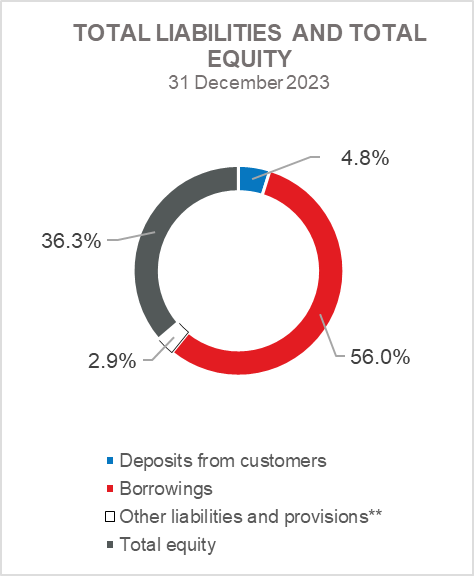 TOTAL LIABILITIES AND TOTAL
EQUITY
31 December 2023
4.8%
36.3%
2.9%
56.0%
Deposits from customers
Borrowings
Other liabilities and provisions**
Total equity